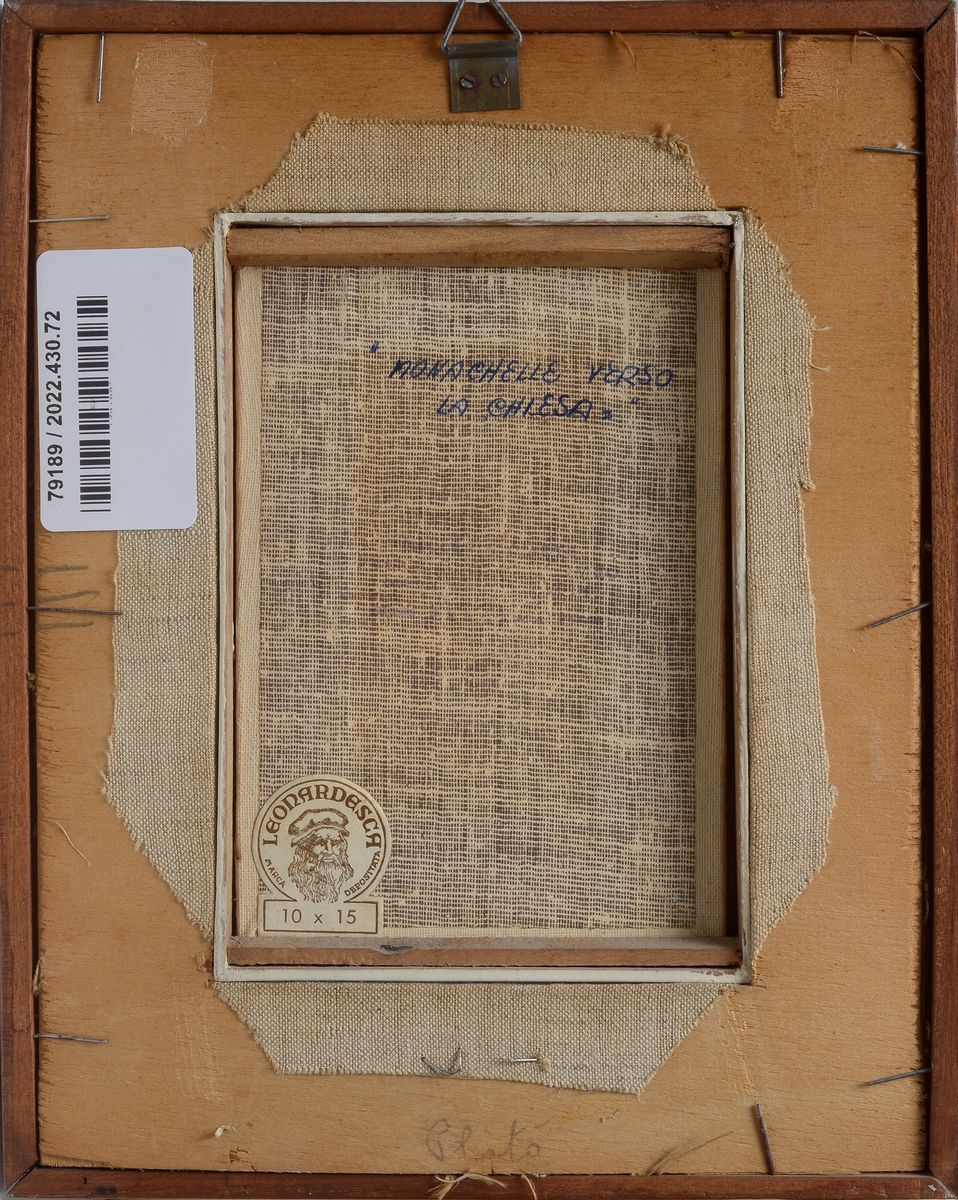 79189 / 2022.430.72
" MONACHELLE VERSO
LA CHIESA "
LEONARDESCA
MARCA DEPOSITATA
10 x 15